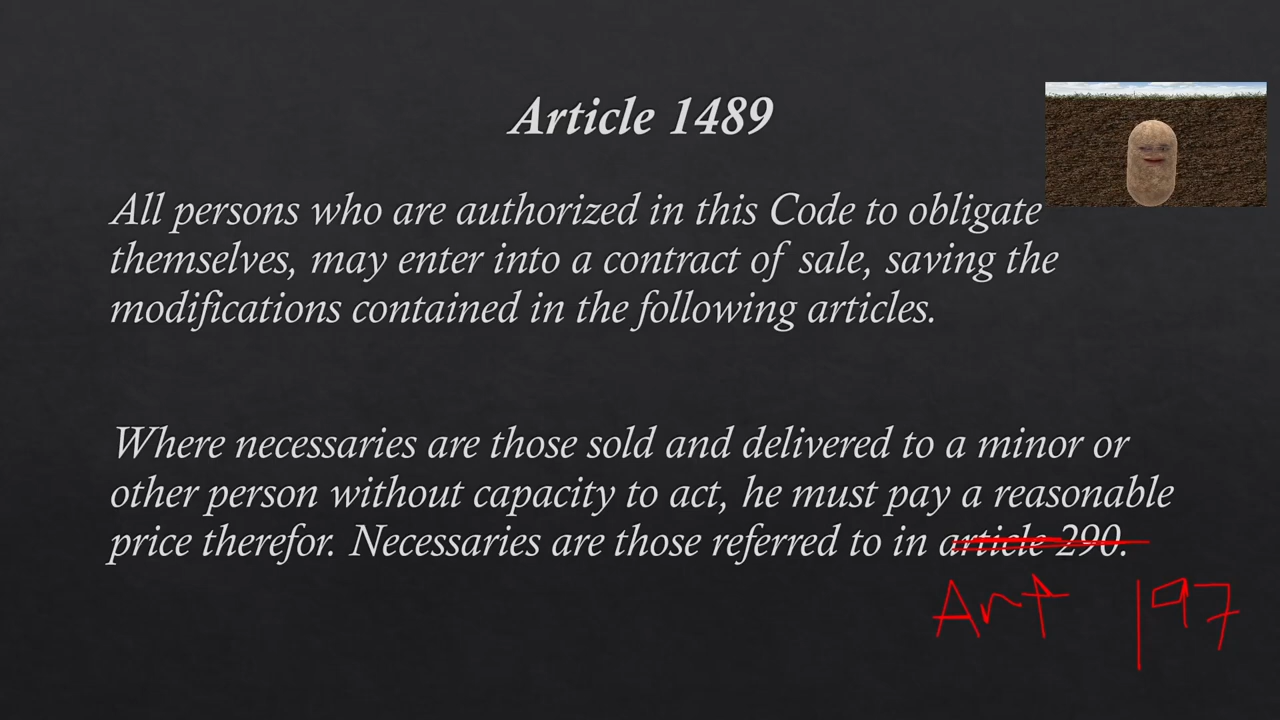 Article 1489
All persons who are authorized in this Code to obligate
themselves, may enter into a contract of sale, saving the
modifications contained in the following articles.
Where necessaries are those sold and delivered to a minor or
other person without capacity to act, he must pay a reasonable
price therefor. Necessaries are those referred to in article 290.
Art 197